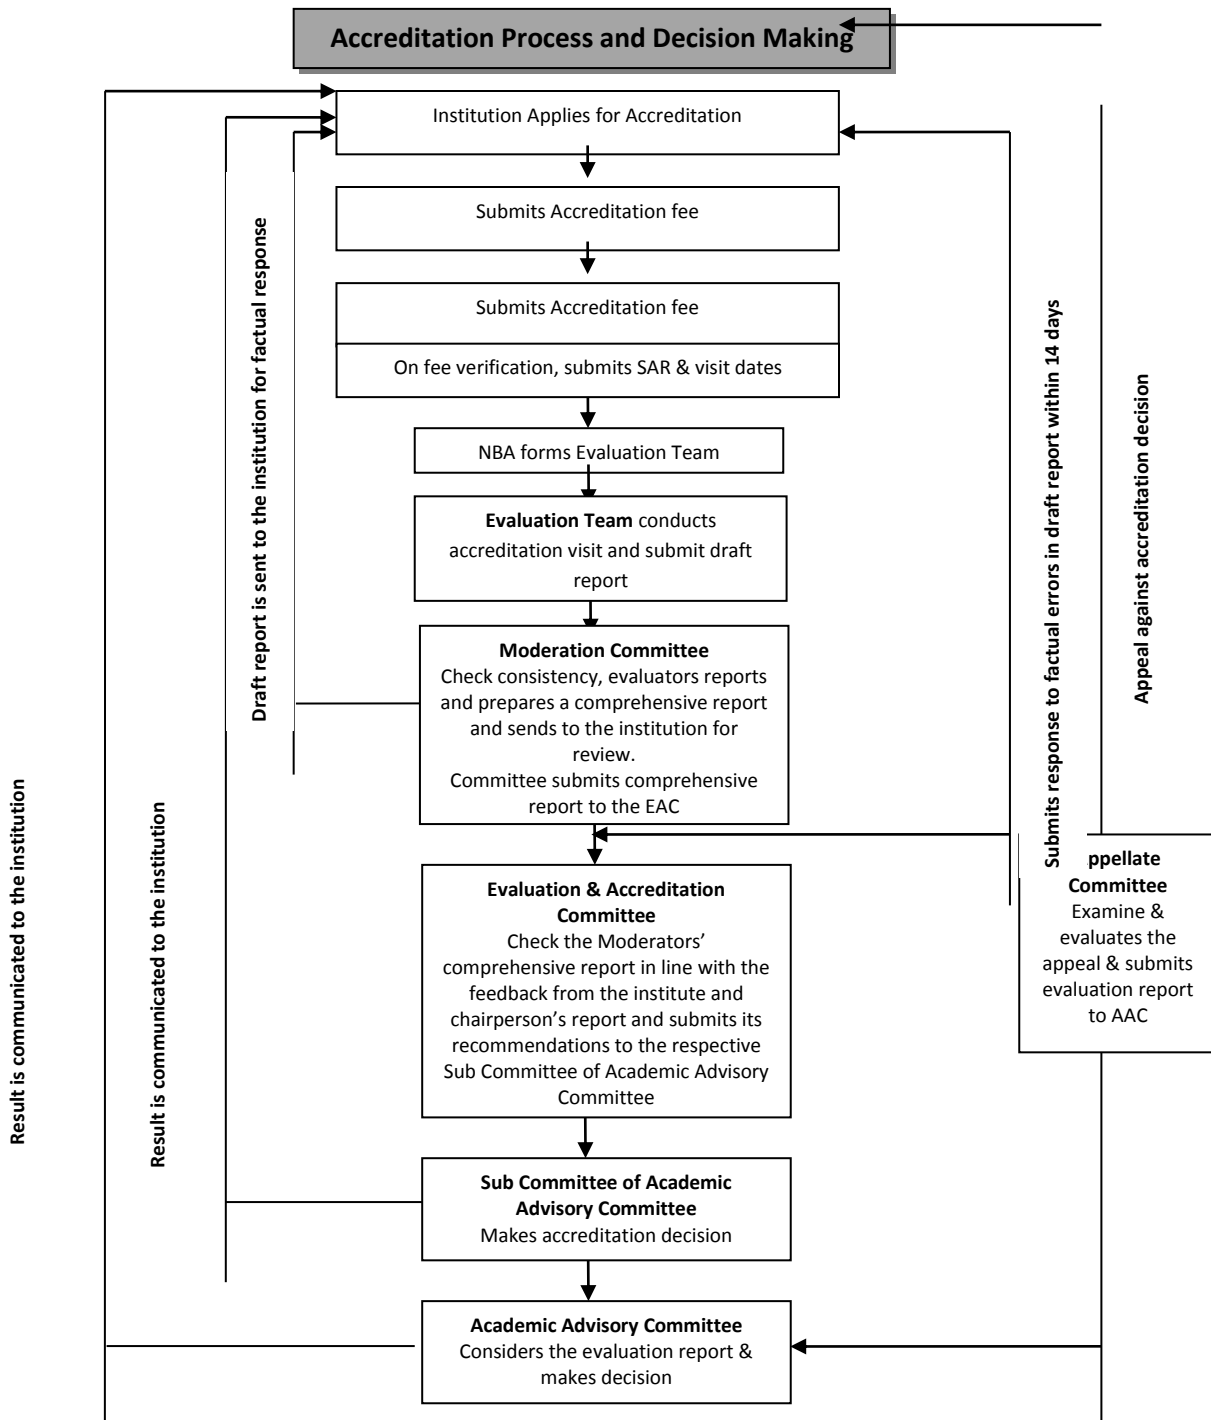 Accreditation Process and Decision Making
Institution Applies for Accreditation
Submits Accreditation fee
Submits Accreditation fee
On fee verification, submits SAR & visit dates
NBA forms Evaluation Team
Evaluation Team conducts
accreditation visit and submit draft
report
Moderation Committee
Check consistency, evaluators reports
and prepares a comprehensive report
and sends to the institution for
review.
Committee submits comprehensive
report to the EAC
Evaluation & Accreditation
Committee
Check the Moderators’
comprehensive report in line with the
feedback from the institute and
chairperson’s report and submits its
recommendations to the respective
Sub Committee of Academic Advisory
Committee
Sub Committee of Academic
Advisory Committee
Makes accreditation decision
Academic Advisory Committee
Considers the evaluation report &
makes decision
Result is communicated to the institution
Result is communicated to the institution
Draft report is sent to the institution for factual response
Submits response to factual errors in draft report within 14 days
Appeal against accreditation decision
ppellate
Committee
Examine &
evaluates the
appeal & submits
evaluation report
to AAC